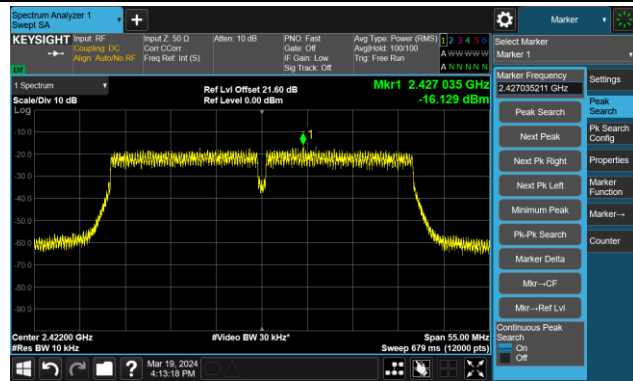 Spectrum Analyzer 1
Swept SA
+
Marker
KEYSIGHT
Input: RF
Coupling: DC
Align: Auto/No RF
Input Z: 50 Ω
Corr CCorr
Freq Ref: Int (S)
Atten: 10 dB
PNO: Fast
Gate: Off
IF Gain: Low
Sig Track: Off
Avg Type: Power (RMS)
Avg|Hold: 100/100
Trig: Free Run
1 2 3 4 5 6
A W W W W W
A N N N N N
Select Marker
Marker 1
1 Spectrum
Scale/Div 10 dB
Ref Lvl Offset 21.60 dB
Ref Level 0.00 dBm
Mkr1 2.427 035 GHz
-16.129 dBm
Log
-10.0
-20.0
-30.0
-40.0
-50.0
-60.0
-70.0
-80.0
-90.0
1
Center 2.42200 GHz
#Res BW 10 kHz
#Video BW 30 kHz*
Span 55.00 MHz
Sweep 679 ms (12000 pts)
Marker Frequency
2.427035211 GHz
Peak Search
Next Peak
Next Pk Right
Next Pk Left
Minimum Peak
Pk-Pk Search
Marker Delta
Mkr→CF
Mkr→Ref Lvl
Continuous Peak
Search
On
Off
Settings
Peak
Search
Pk Search
Config
Properties
Marker
Function
Marker→
Counter
?
Mar 19, 2024
4:13:18 PM